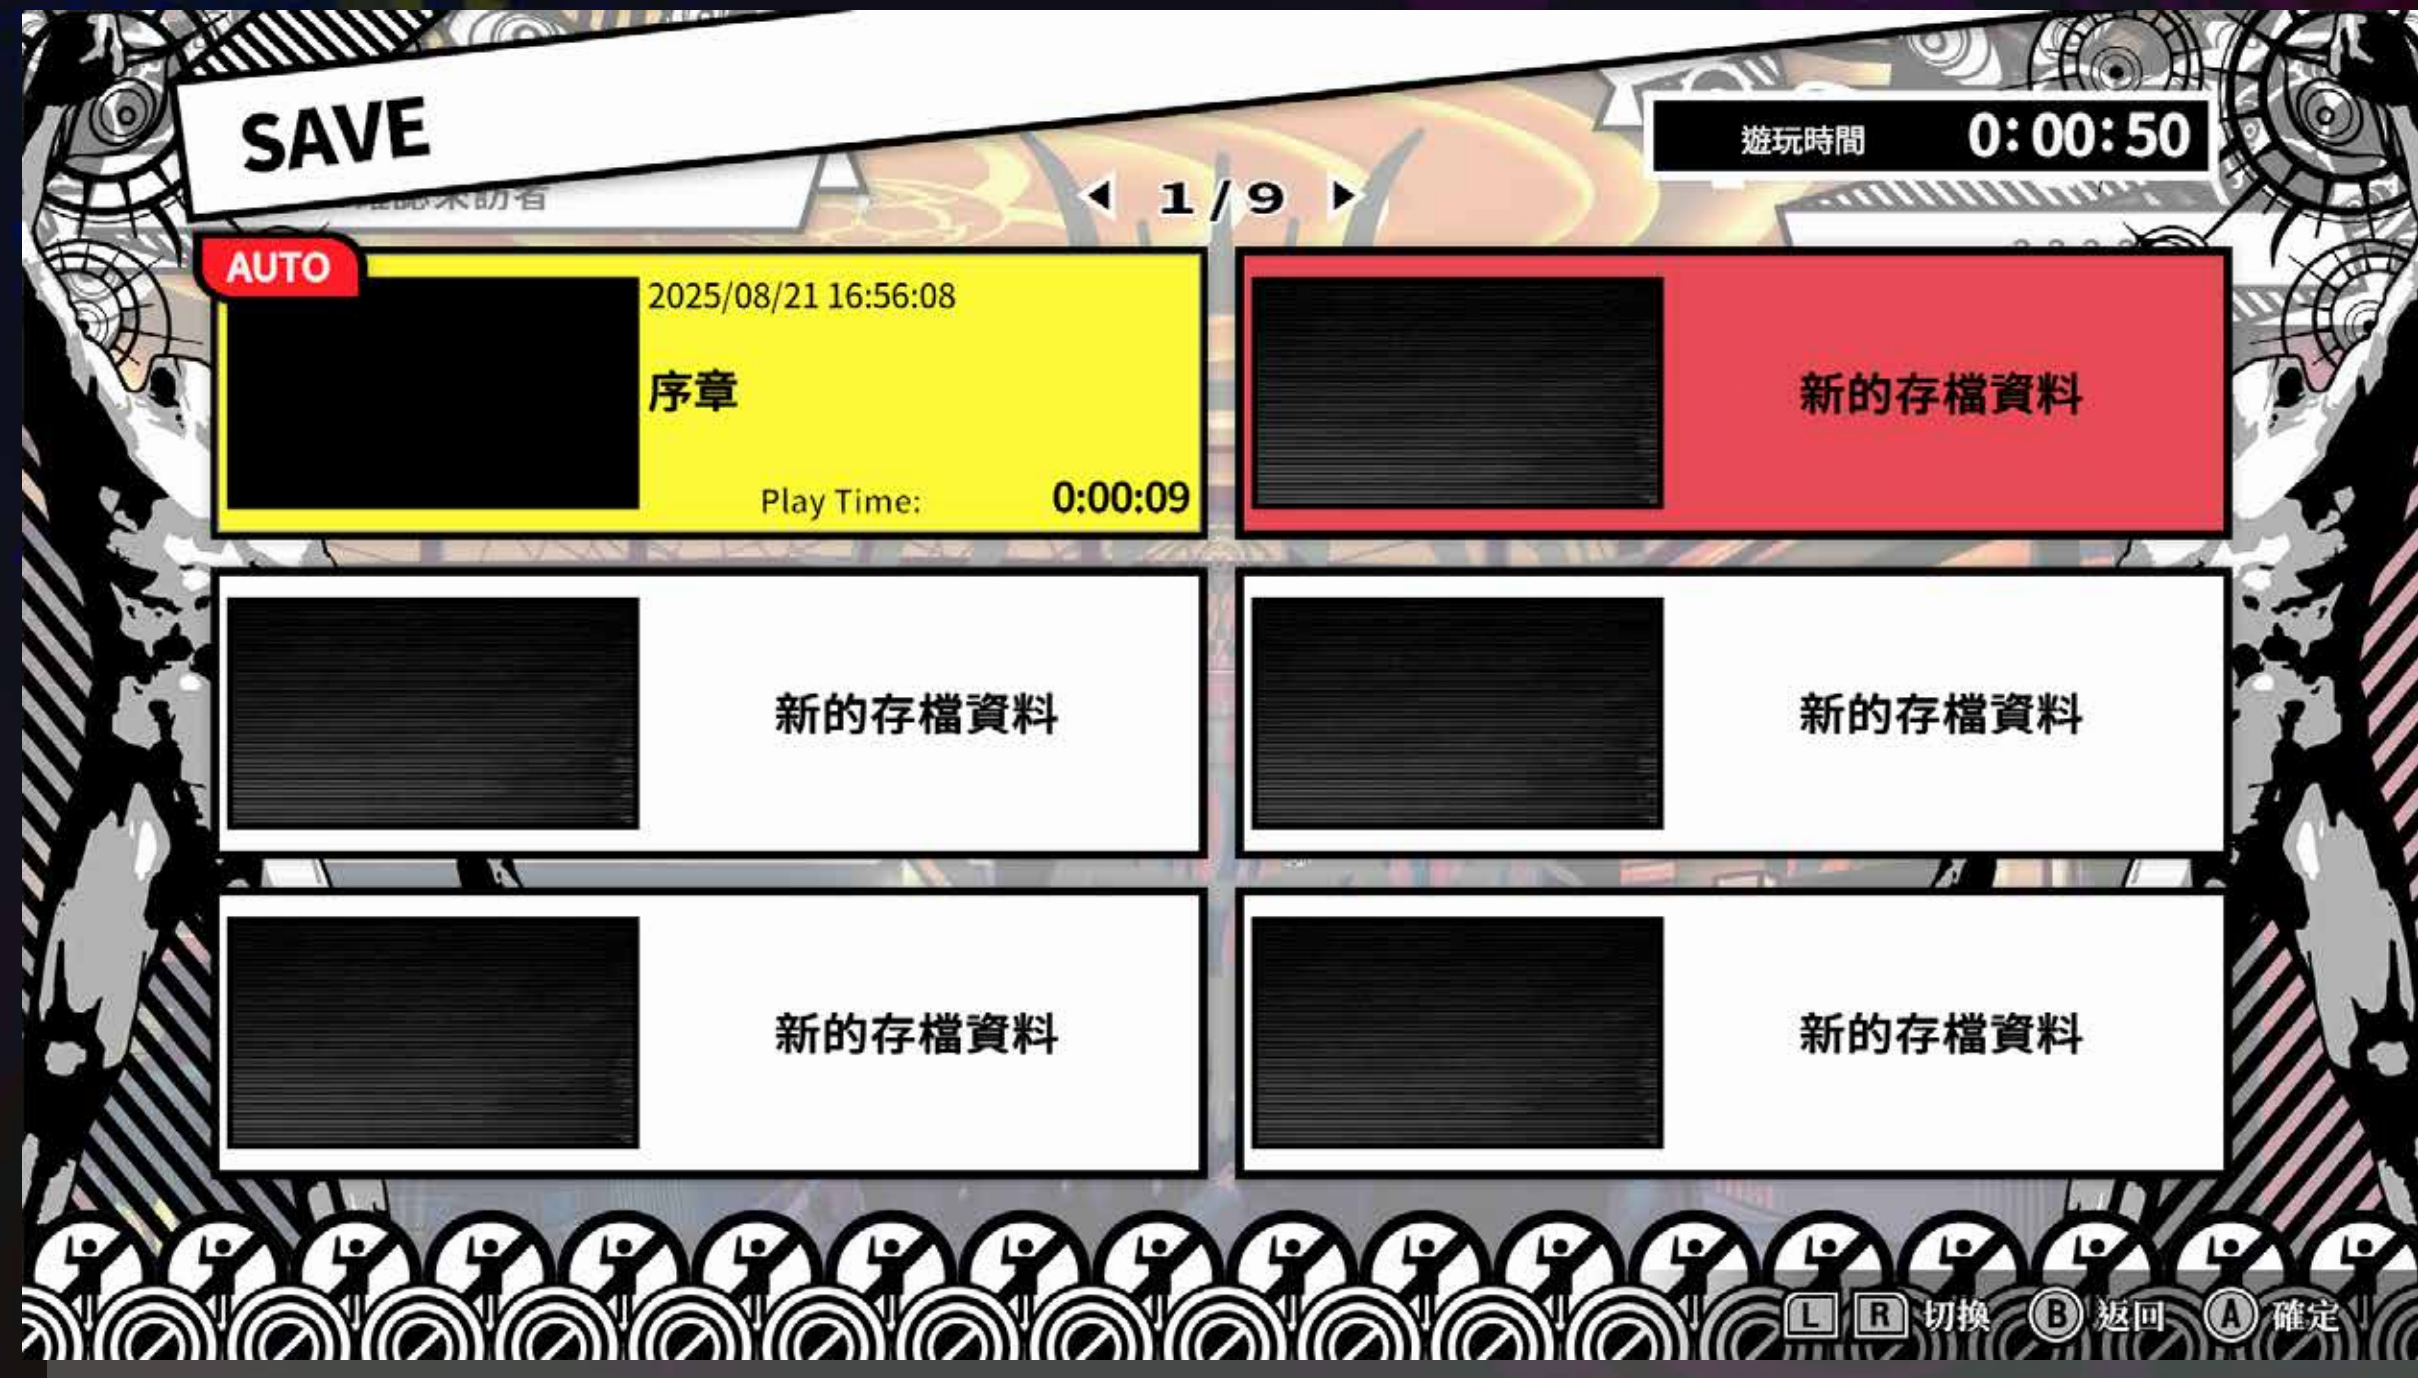 SAVE
遊玩時間 0:00:50
1/9
AUTO
2025/08/21 16:56:08
序章
Play Time: 0:00:09
新的存檔資料
新的存檔資料
新的存檔資料
新的存檔資料
新的存檔資料
L R 切換 B 返回 A 確定